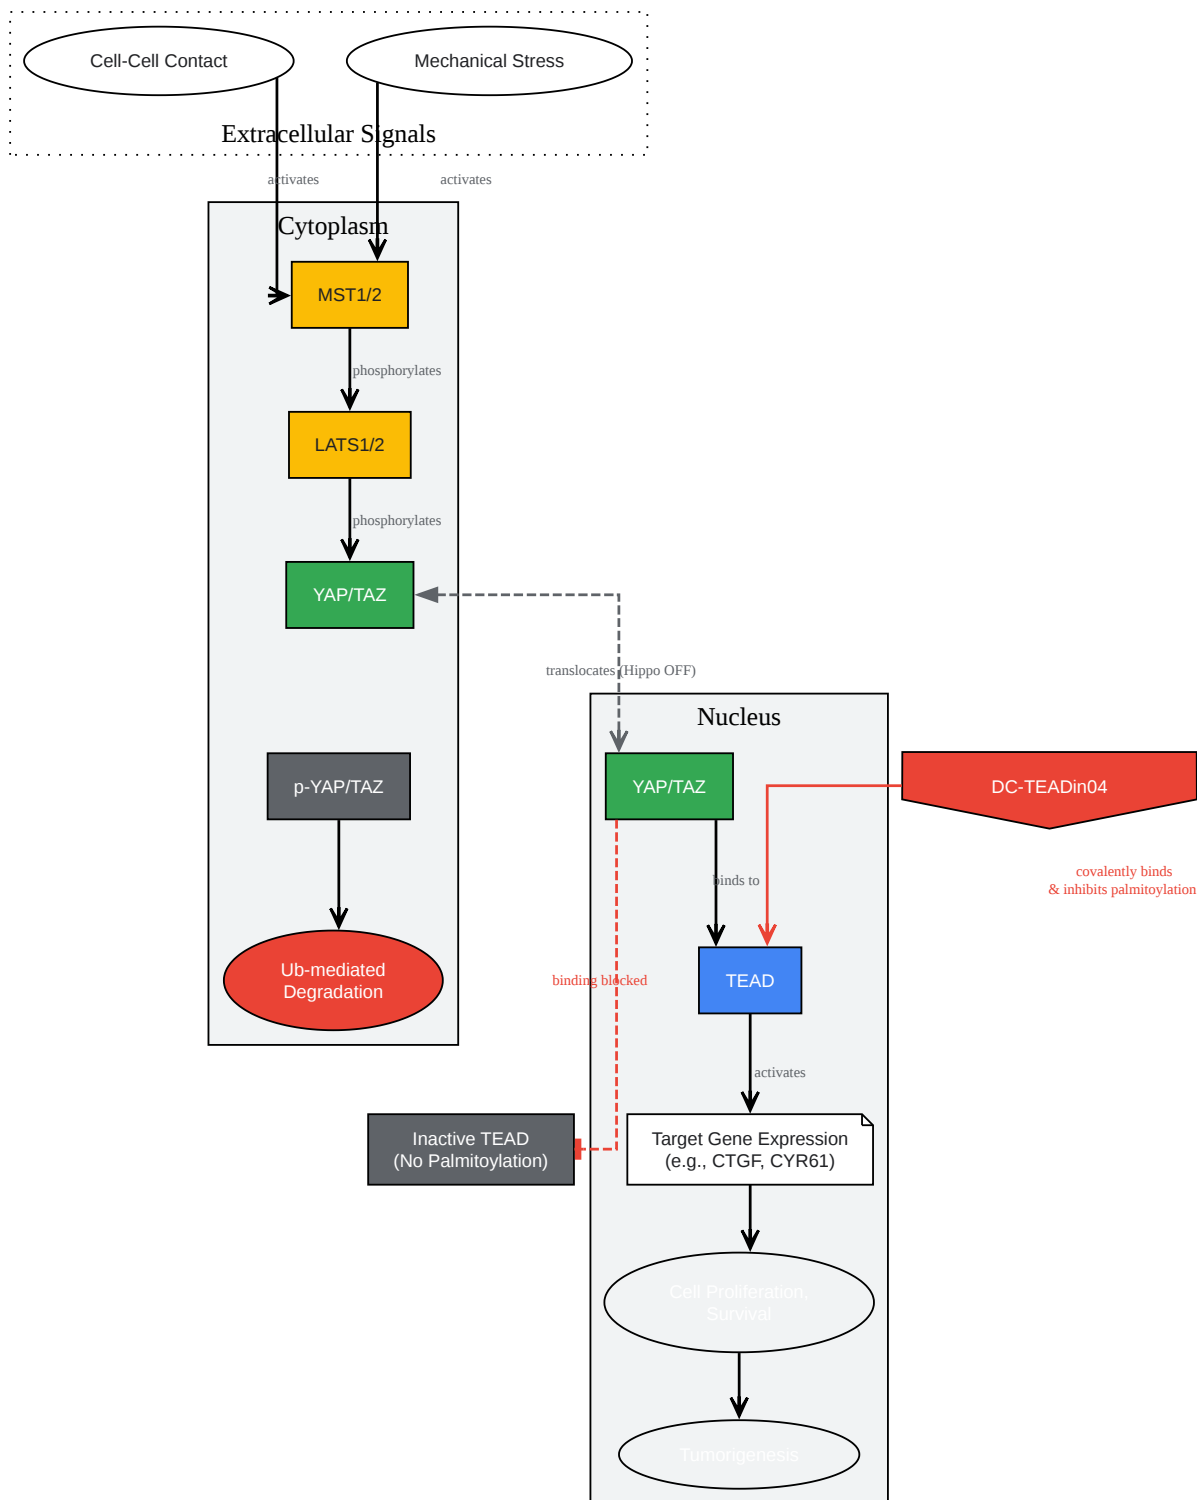 Cell-Cell Contact
Mechanical Stress
Extracellular Signals
activates
activates
Cytoplasm
MST1/2
phosphorylates
LATS1/2
phosphorylates
YAP/TAZ
translocates (Hippo OFF)
Nucleus
p-YAP/TAZ
YAP/TAZ
DC-TEADin04
covalently binds
& inhibits palmitoylation
binds to
Ub-mediated
Degradation
binding blocked
TEAD
activates
Inactive TEAD
(No Palmitoylation)
Target Gene Expression
(e.g., CTGF, CYR61)
Cell Proliferation,
Survival
Tumorigenesis